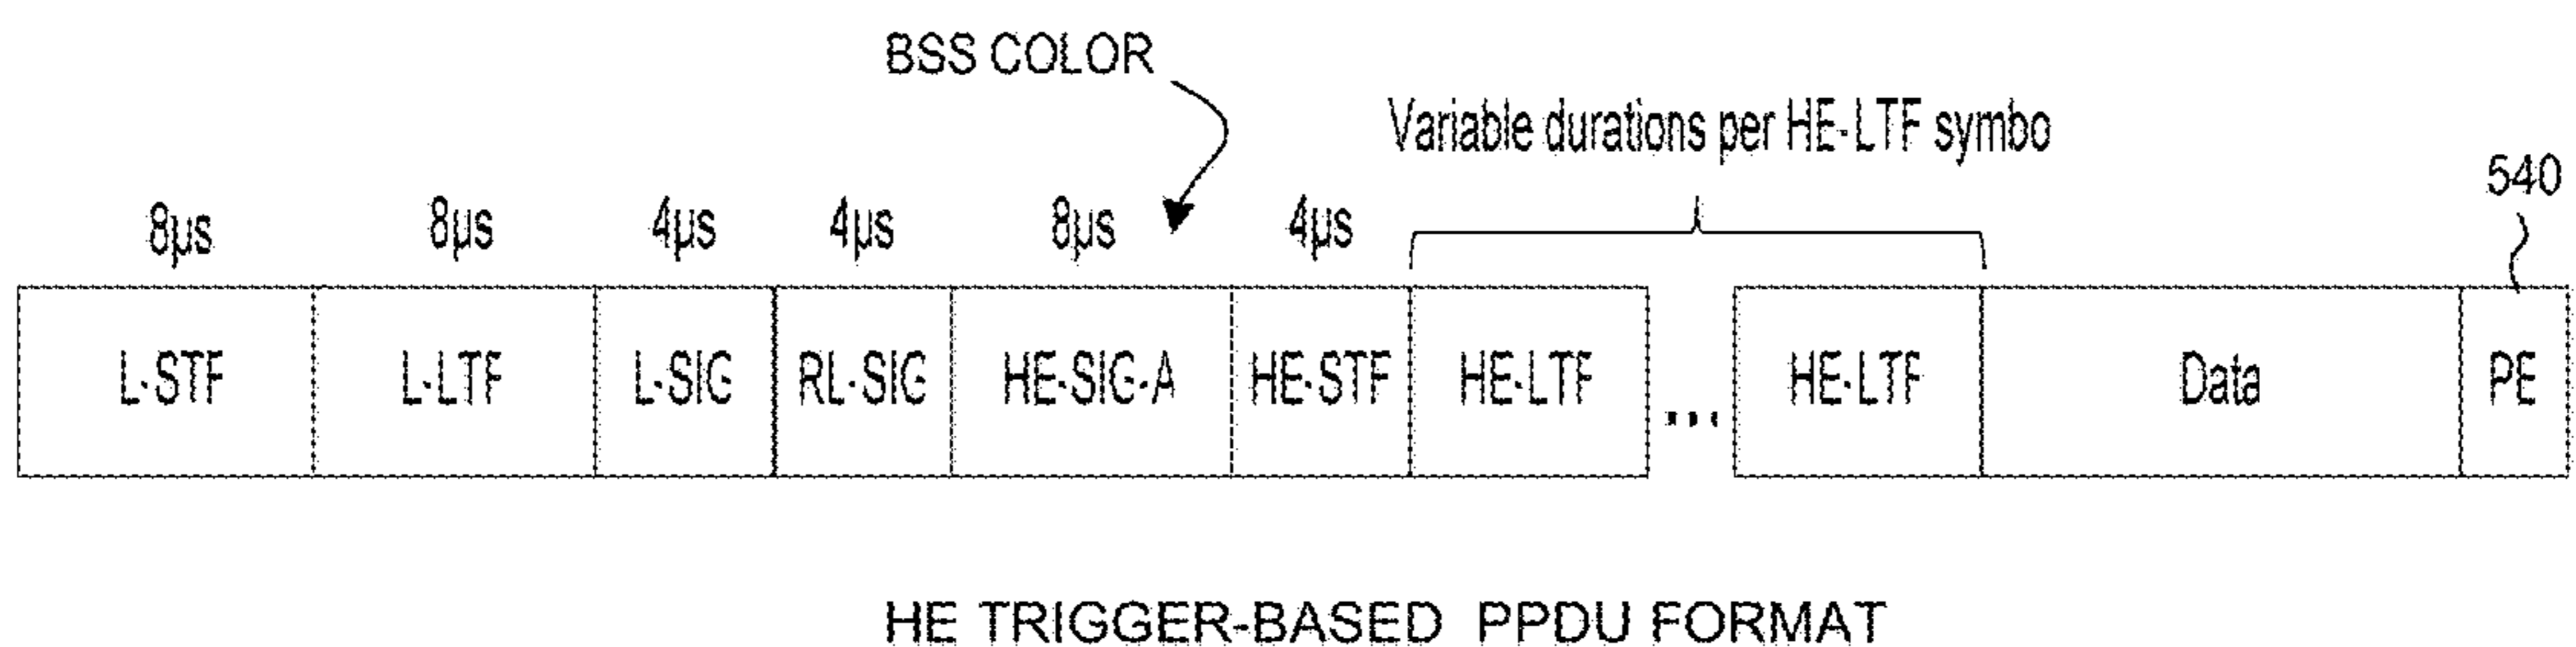 BSS COLOR
Variable durations per HE-LTF symbo
540
8µs 8µs 4µs 4µs 8µs 4µs
L-STF L-LTF L-SIG RL-SIG HE-SIG-A HE-STF HE-LTF ... HE-LTF Data PE
HE TRIGGER-BASED PPDU FORMAT